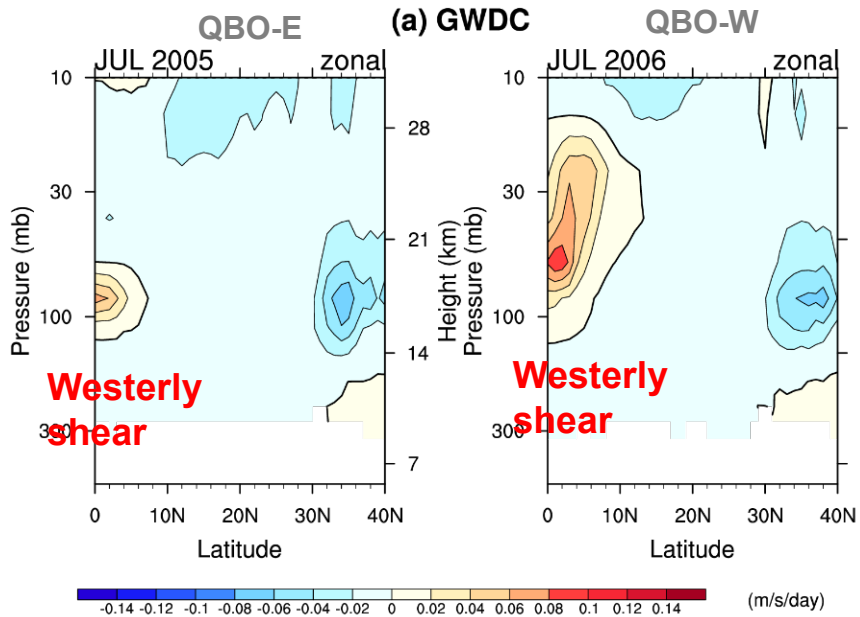 QBO-E
(a) GWDC
QBO-W
JUL 2005 zonal
JUL 2006 zonal
10
30
100
300
Pressure (mb)
28
21
14
7
Height (km)
10
30
100
300
Pressure (mb)
Westerly
shear
Westerly
shear
0 10N 20N 30N 40N
0 10N 20N 30N 40N
Latitude
Latitude
-0.14 -0.12 -0.1 -0.08 -0.06 -0.04 -0.02 0 0.02 0.04 0.06 0.08 0.1 0.12 0.14
(m/s/day)